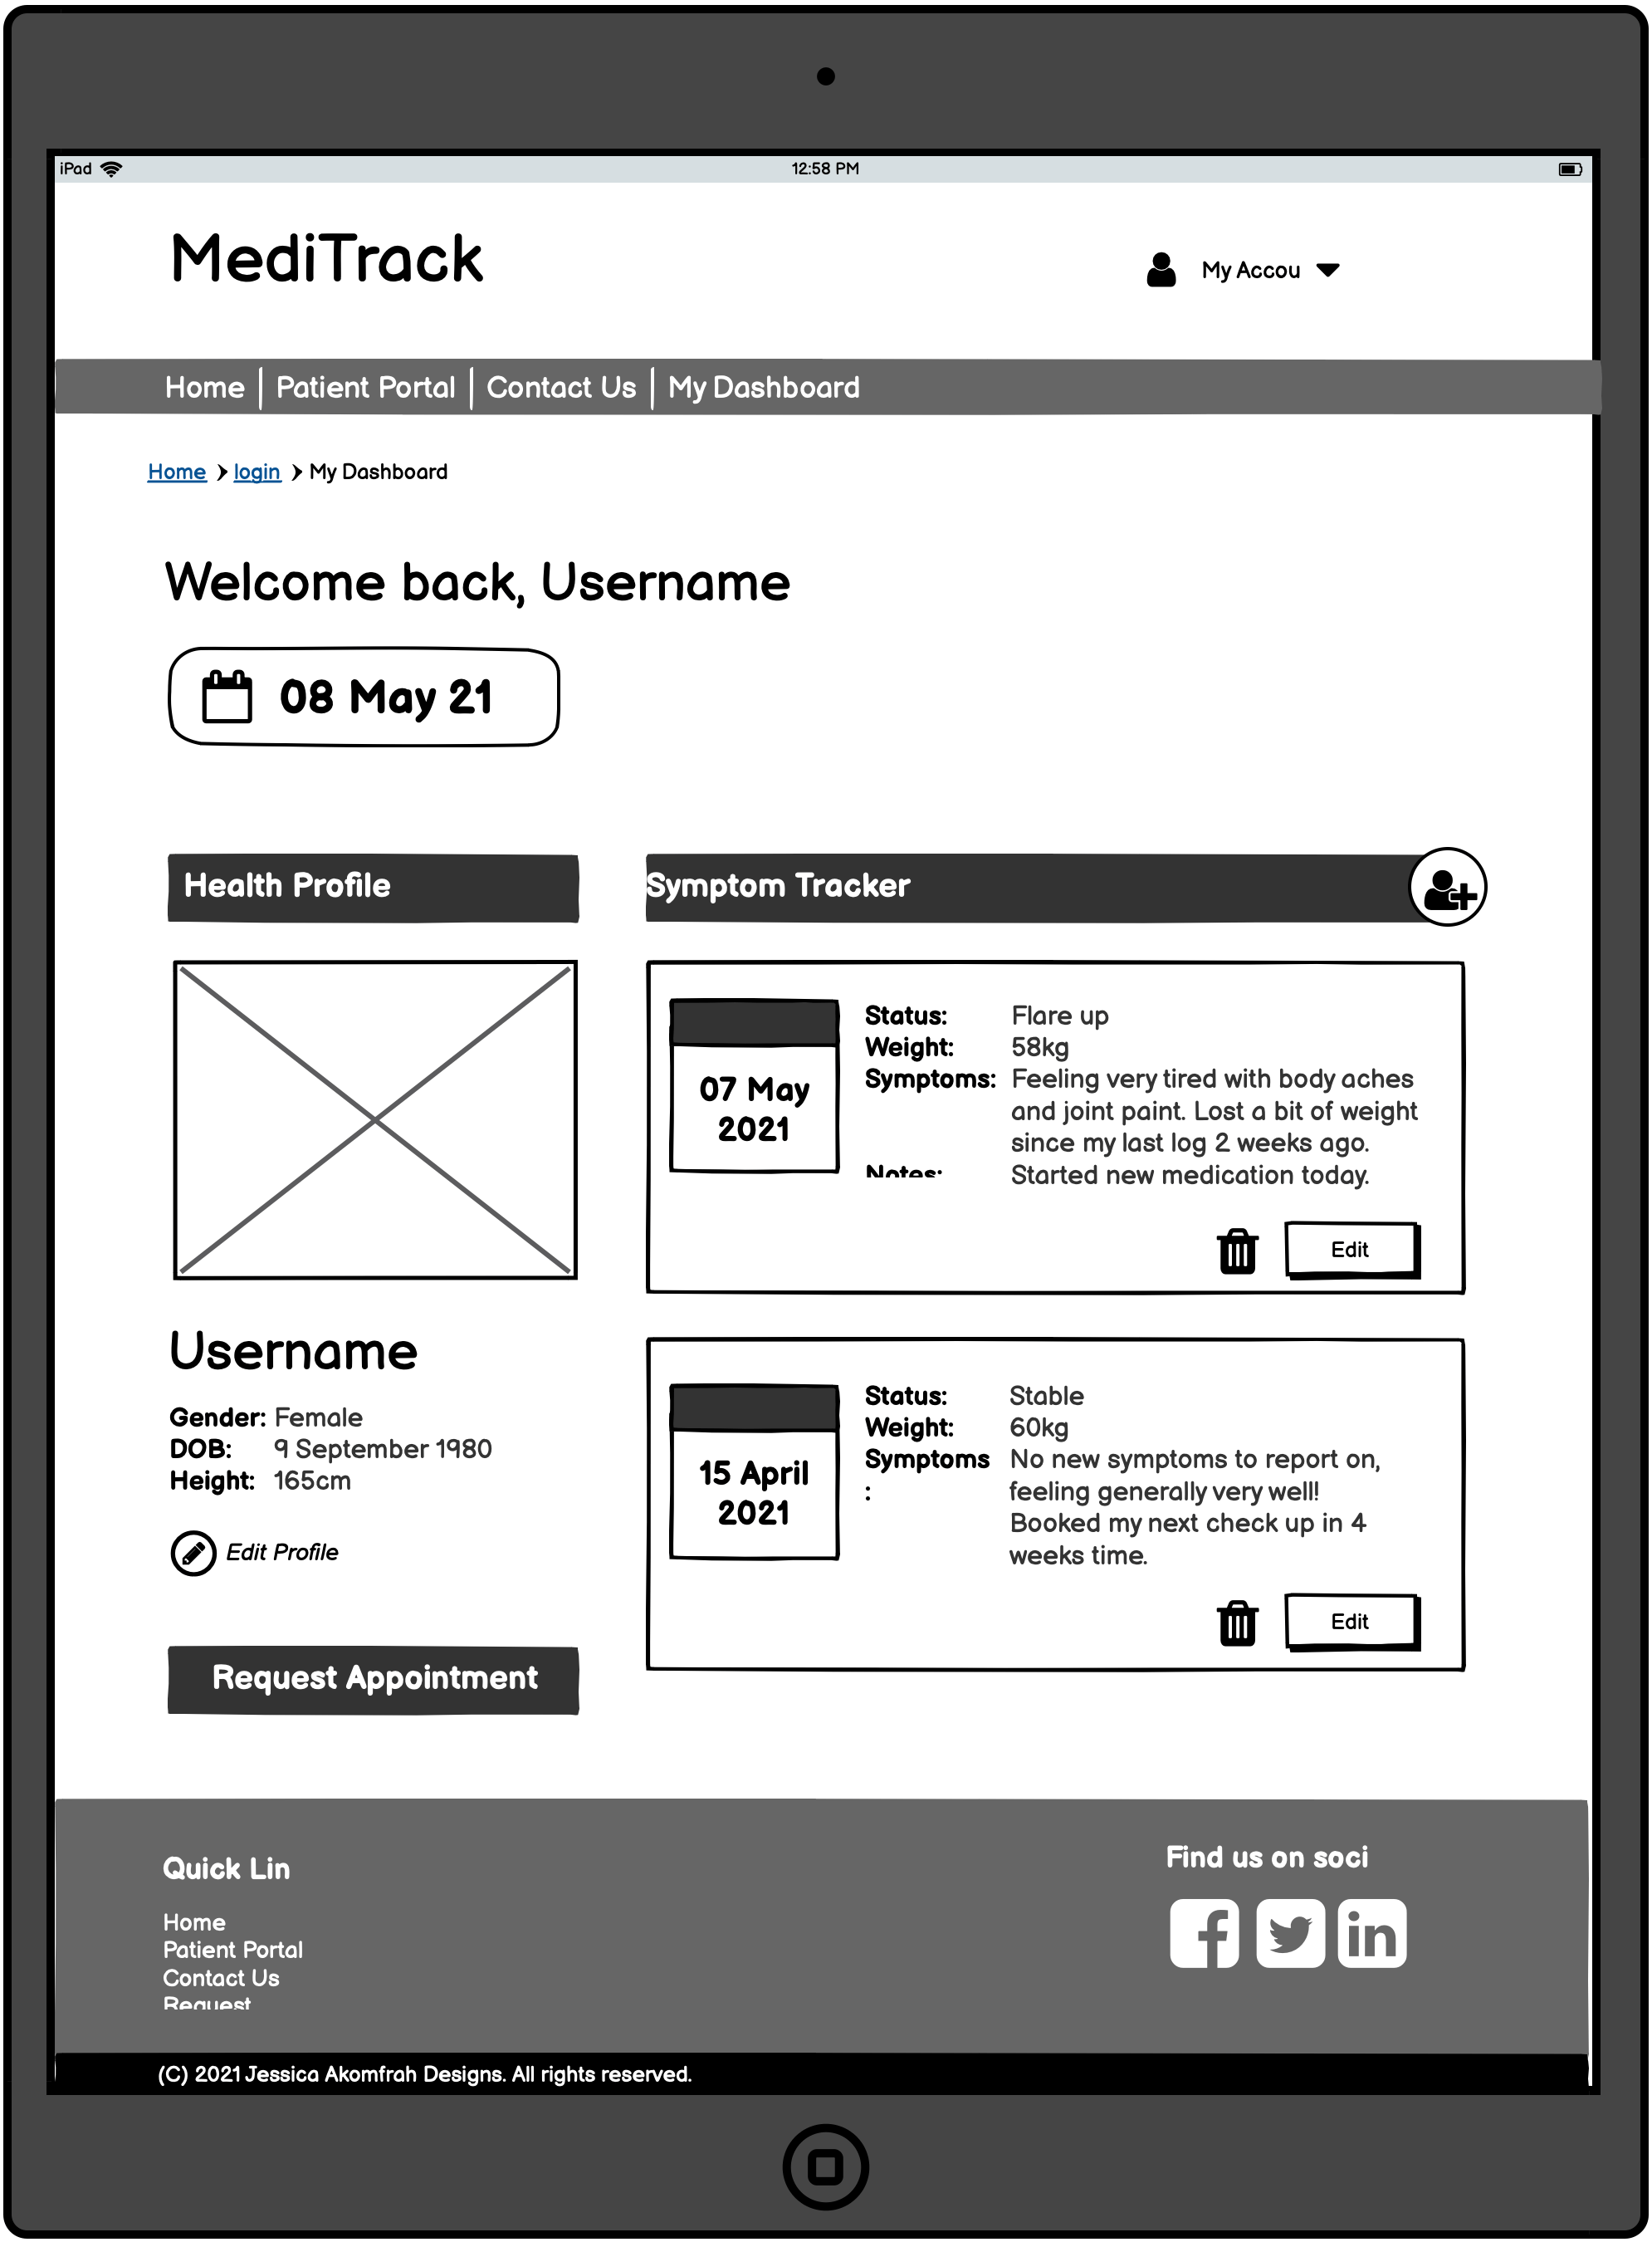 iPad 12:58 PM
MediTrack
My Accou
Home Patient Portal Contact Us My Dashboard
Home login My Dashboard
Welcome back, Username
08 May 21
Health Profile
Username
Gender: Female
DOB: 9 September 1980
Height: 165cm
Edit Profile
Request Appointment
Symptom Tracker
07 May
2021
Status: Flare up
Weight: 58kg
Symptoms: Feeling very tired with body aches
and joint paint. Lost a bit of weight
since my last log 2 weeks ago.
Notes: Started new medication today.
Edit
15 April
2021
Status: Stable
Weight: 60kg
Symptoms No new symptoms to report on,
: feeling generally very well!
Booked my next check up in 4
weeks time.
Edit
Quick Lin
Home
Patient Portal
Contact Us
Request
Find us on soci
(C) 2021 Jessica Akomfrah Designs. All rights reserved.